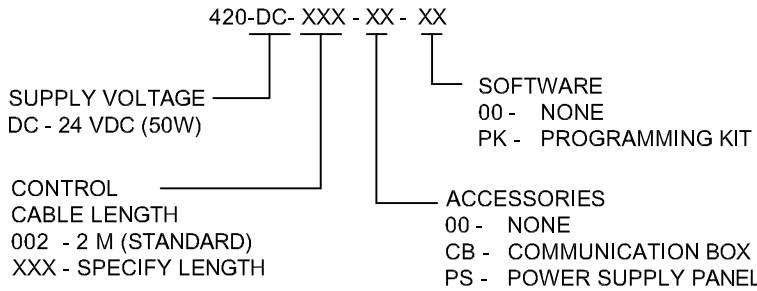 420-DC- XXX - XX - XX
SUPPLY VOLTAGE
DC - 24 VDC (50W)
SOFTWARE
00 - NONE
PK - PROGRAMMING KIT
CONTROL
CABLE LENGTH
002 - 2 M (STANDARD)
XXX - SPECIFY LENGTH
ACCESSORIES
00 - NONE
CB - COMMUNICATION BOX
PS - POWER SUPPLY PANEL